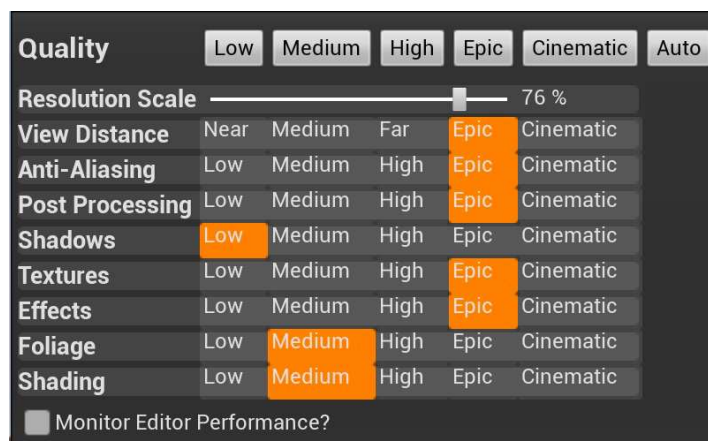 Quality Low Medium High Epic Cinematic Auto
Resolution Scale 76 %
View Distance Near Medium Far Epic Cinematic
Anti-Aliasing Low Medium High Epic Cinematic
Post Processing Low Medium High Epic Cinematic
Shadows Low Medium High Epic Cinematic
Textures Low Medium High Epic Cinematic
Effects Low Medium High Epic Cinematic
Foliage Low Medium High Epic Cinematic
Shading Low Medium High Epic Cinematic
Monitor Editor Performance?